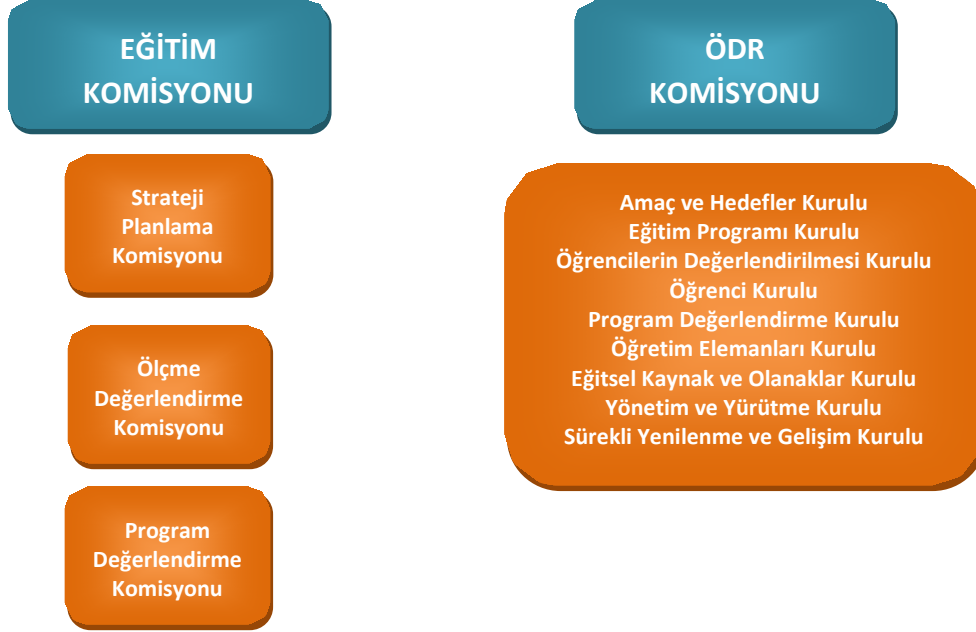 EĞİTİM
KOMİSYONU
Strateji
Planlama
Komisyonu
Ölçme
Değerlendirme
Komisyonu
Program
Değerlendirme
Komisyonu
ÖDR
KOMİSYONU
Amaç ve Hedefler Kurulu
Eğitim Programı Kurulu
Öğrencilerin Değerlendirilmesi Kurulu
Öğrenci Kurulu
Program Değerlendirme Kurulu
Öğretim Elemanları Kurulu
Eğitsel Kaynak ve Olanaklar Kurulu
Yönetim ve Yürütme Kurulu
Sürekli Yenilenme ve Gelişim Kurulu